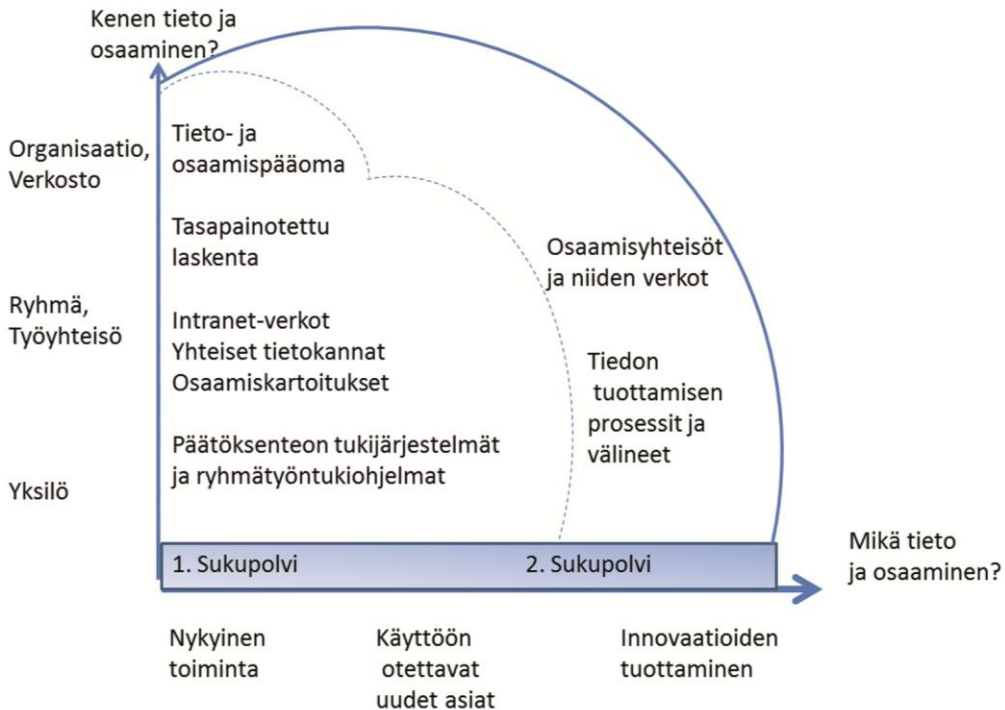 Kenen tieto ja
osaaminen?
Organisaatio,
Verkosto
Tieto- ja
osaamispääoma
Tasapainotettu
laskenta
Osaamisyhteisöt
ja niiden verkot
Ryhmä,
Työyhteisö
Intranet-verkot
Yhteiset tietokannat
Osaamiskartoitukset
Tiedon
tuottamisen
prosessit ja
välineet
Päätöksenteon tukijärjestelmät
ja ryhmätyöntukiohjelmat
Yksilö
1. Sukupolvi
2. Sukupolvi
Mikä tieto
ja osaaminen?
Nykyinen
toiminta
Käyttöön
otettavat
uudet asiat
Innovaatioiden
tuottaminen